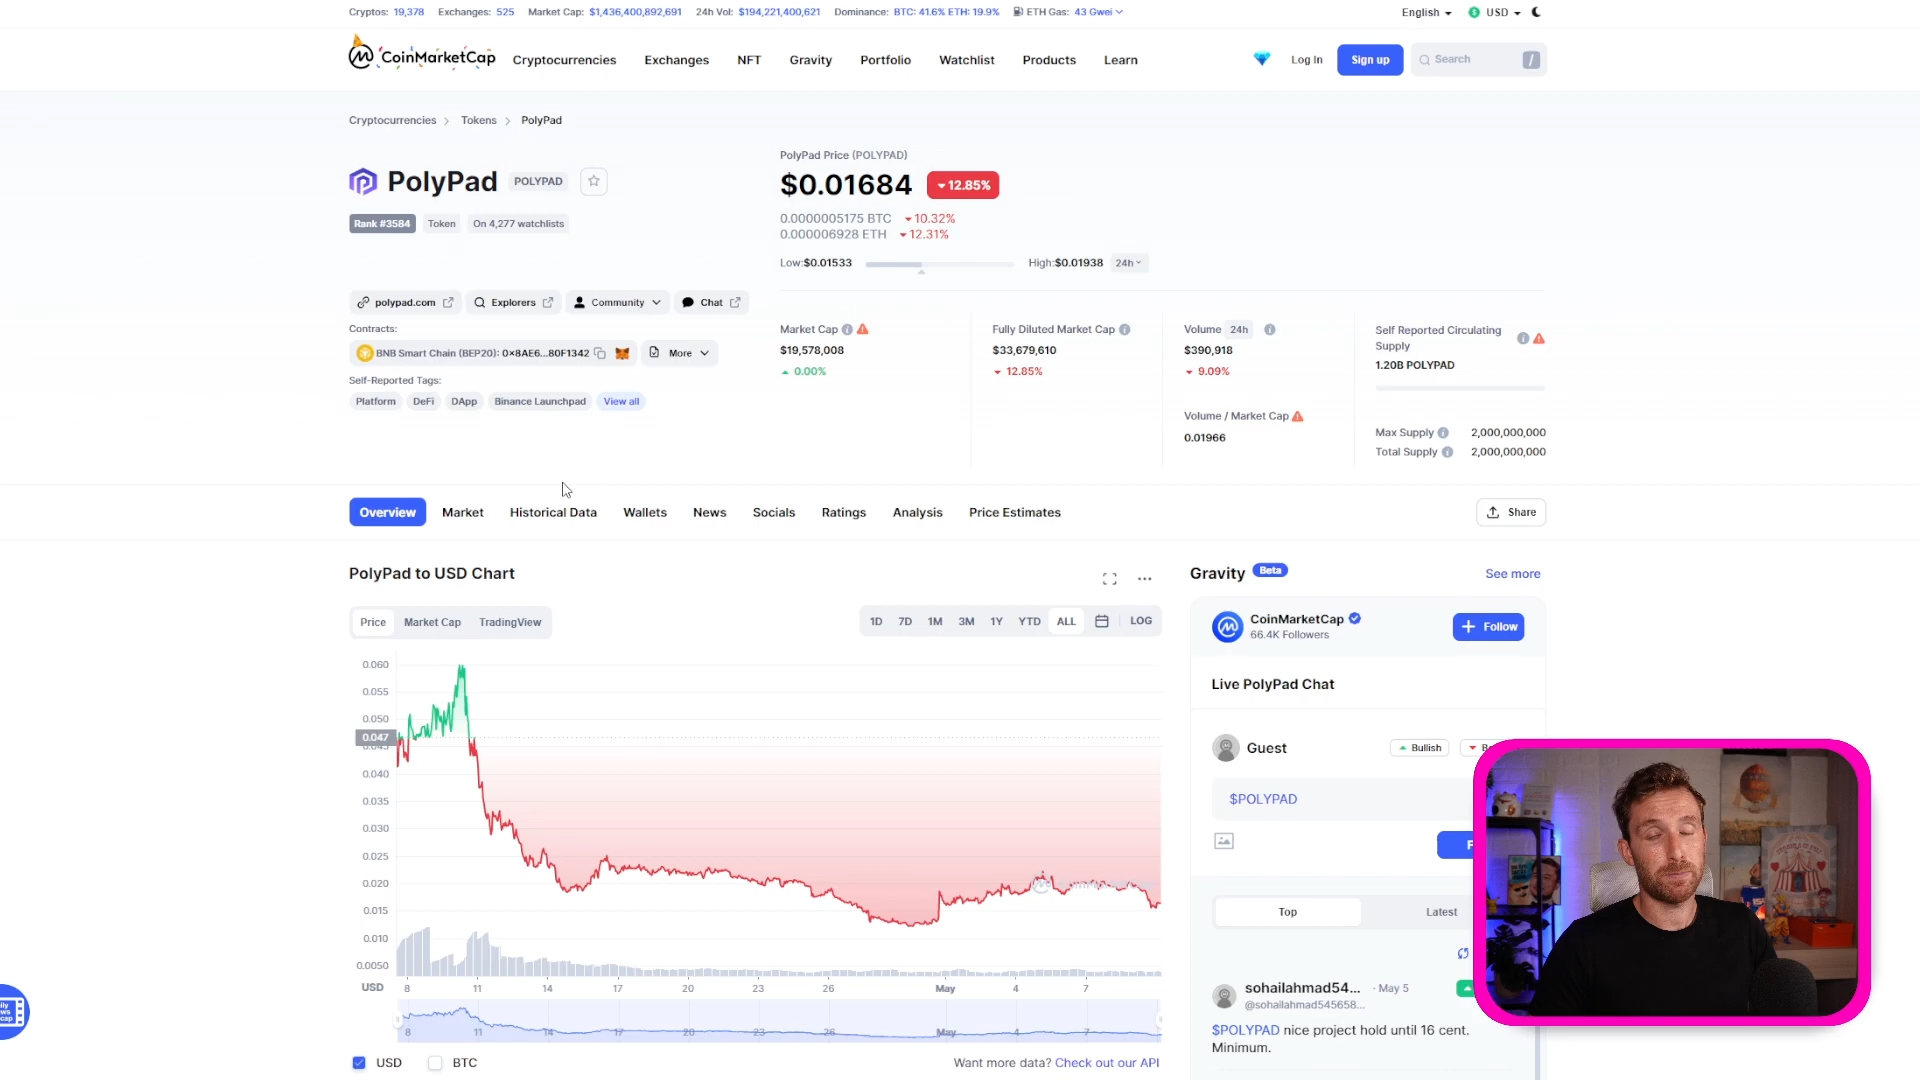 Cryptos: 19,378 Exchanges: 525 Market Cap: $1,436,400,892,691 24h Vol: $194,221,400,621 Dominance: BTC: 41.6% ETH: 19.9% ETH Gas: 43 Gwei English USD
CoinMarketCap Cryptocurrencies Exchanges NFT Gravity Portfolio Watchlist Products Learn Log In Sign up Search /
Cryptocurrencies Tokens PolyPad
PolyPad Price (POLYPAD)
PolyPad POLYPAD
$0.01684 12.85%
Rank #3584 Token On 4,277 watchlists
0.0000005175 BTC 10.32%
0.000006928 ETH 12.31%
Low:$0.01533 High:$0.01938 24h
polypad.com Explorers Community Chat
Contracts:
BNB Smart Chain (BEP20): 0x8AE6...80F1342 More
Self-Reported Tags:
Platform DeFi DApp Binance Launchpad View all
Market Cap
$19,578,008
0.00%
Fully Diluted Market Cap
$33,679,610
12.85%
Volume 24h
$390,918
9.09%
Volume / Market Cap
0.01966
Self Reported Circulating
Supply
1.20B POLYPAD
Max Supply 2,000,000,000
Total Supply 2,000,000,000
Overview Market Historical Data Wallets News Socials Ratings Analysis Price Estimates Share
PolyPad to USD Chart
Price Market Cap TradingView
1D 7D 1M 3M 1Y YTD ALL LOG
0.060
0.055
0.050
0.047
0.040
0.035
0.030
0.025
0.020
0.015
0.010
0.0050
USD 8 11 14 17 20 23 26 May 4 7
8 11 14 17 20 23 26 May 4 7
USD BTC
Want more data? Check out our API
Gravity Beta See more
CoinMarketCap
66.4K Followers
Follow
Live PolyPad Chat
Guest Bullish
$POLYPAD
Top Latest
sohailahmad54... · May 5
@sohailahmad545658...
$POLYPAD nice project hold until 16 cent.
Minimum.